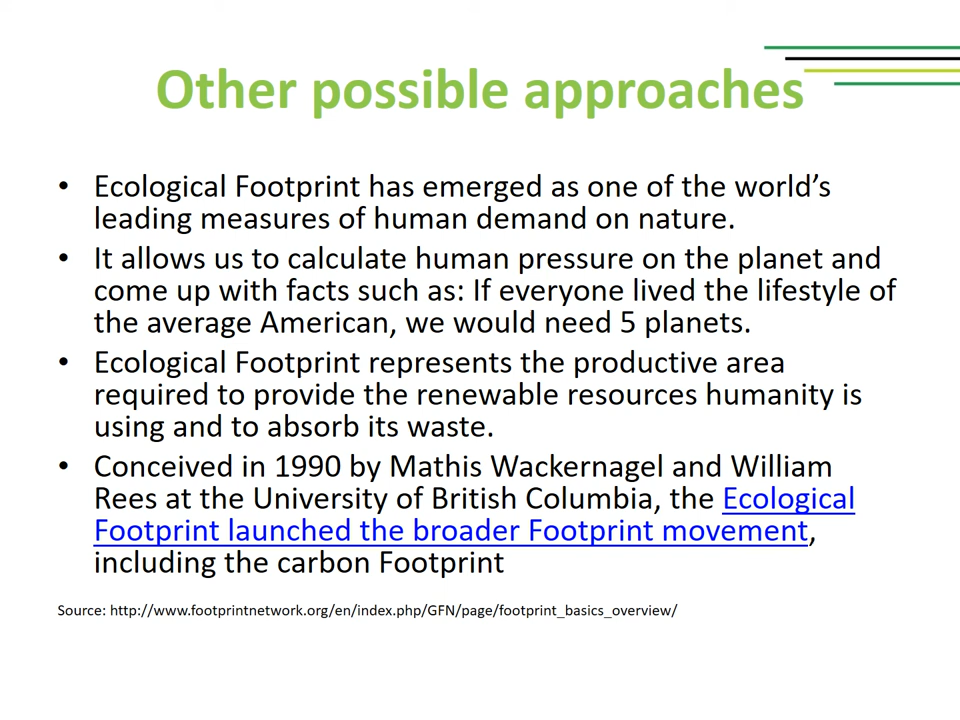 Other possible approaches
• Ecological Footprint has emerged as one of the world’s
leading measures of human demand on nature.
• It allows us to calculate human pressure on the planet and
come up with facts such as: If everyone lived the lifestyle of
the average American, we would need 5 planets.
• Ecological Footprint represents the productive area
required to provide the renewable resources humanity is
using and to absorb its waste.
• Conceived in 1990 by Mathis Wackernagel and William
Rees at the University of British Columbia, the Ecological
Footprint launched the broader Footprint movement,
including the carbon Footprint
Source: http://www.footprintnetwork.org/en/index.php/GFN/page/footprint_basics_overview/